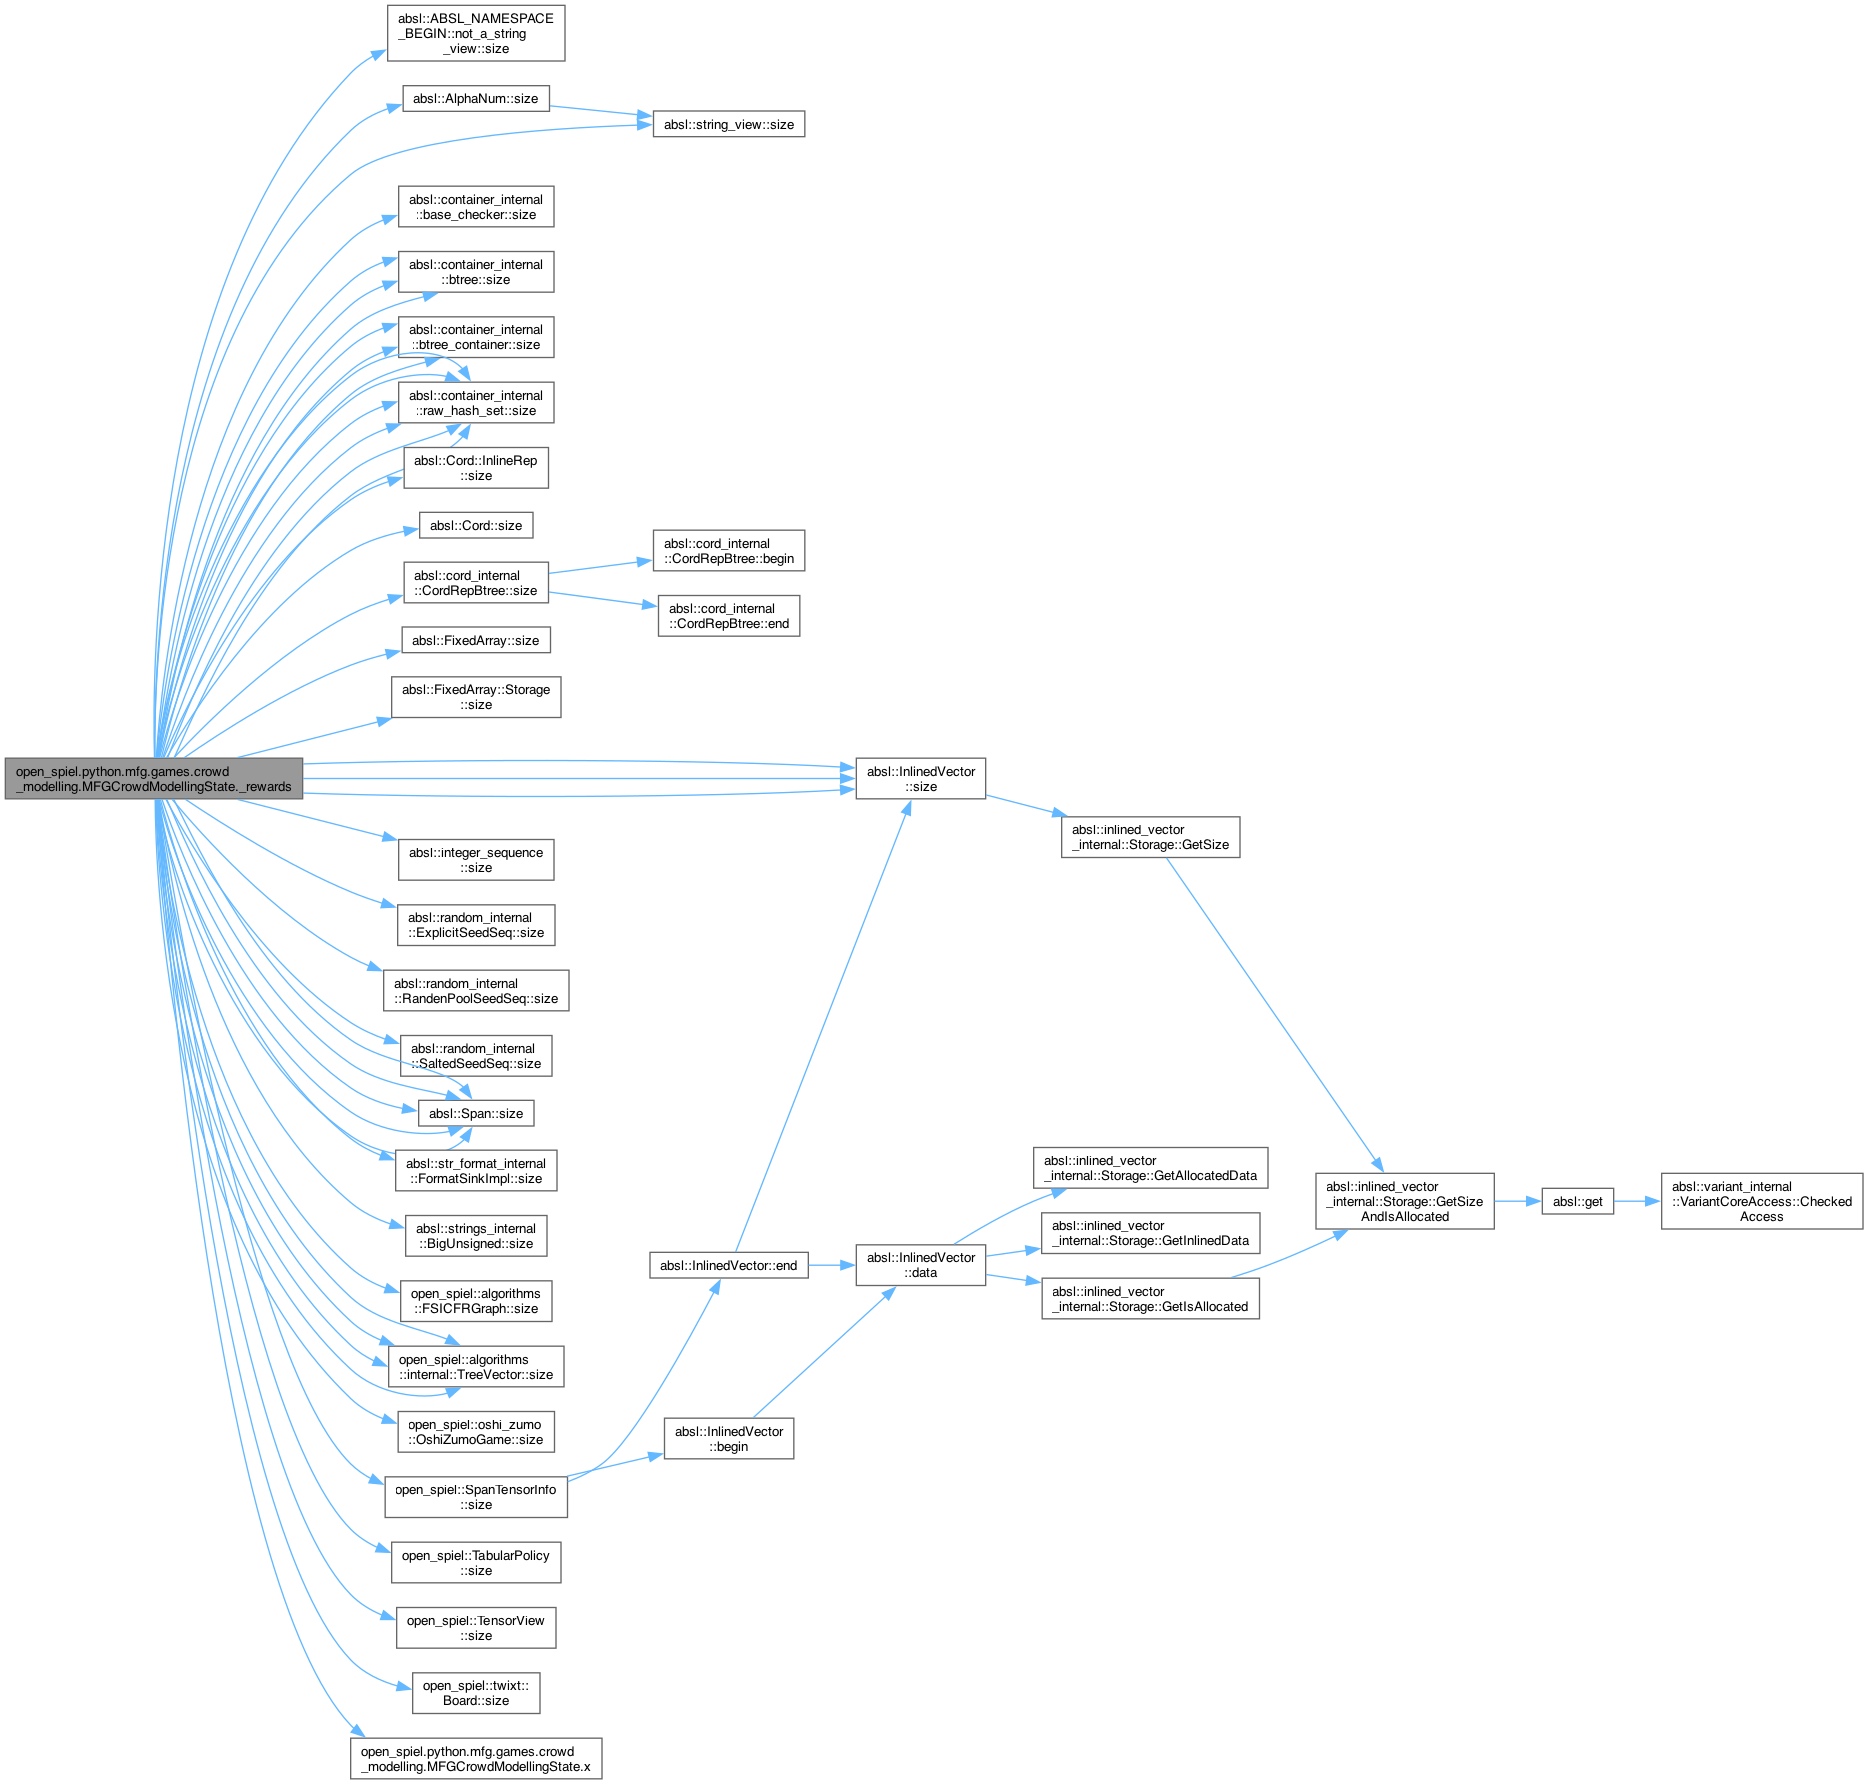 absl::ABSL_NAMESPACE
_BEGIN::not_a_string
_view::size
absl::AlphaNum::size
absl::string_view::size
absl::container_internal
::base_checker::size
absl::container_internal
::btree::size
absl::container_internal
::btree_container::size
absl::container_internal
::raw_hash_set::size
absl::Cord::InlineRep
::size
absl::Cord::size
absl::cord_internal
::CordRepBtree::begin
absl::cord_internal
::CordRepBtree::size
absl::cord_internal
::CordRepBtree::end
absl::FixedArray::size
absl::FixedArray::Storage
::size
open_spiel.python.mfg.games.crowd
_modelling.MFGCrowdModellingState._rewards
absl::InlinedVector
::size
absl::inlined_vector
_internal::Storage::GetSize
absl::integer_sequence
::size
absl::random_internal
::ExplicitSeedSeq::size
absl::random_internal
::RandenPoolSeedSeq::size
absl::random_internal
::SaltedSeedSeq::size
absl::Span::size
absl::str_format_internal
::FormatSinkImpl::size
absl::inlined_vector
_internal::Storage::GetAllocatedData
absl::inlined_vector
_internal::Storage::GetSize
AndIsAllocated
absl::get
absl::variant_internal
::VariantCoreAccess::Checked
Access
absl::strings_internal
::BigUnsigned::size
absl::inlined_vector
_internal::Storage::GetInlinedData
absl::InlinedVector::end
absl::InlinedVector
::data
absl::inlined_vector
_internal::Storage::GetIsAllocated
open_spiel::algorithms
::FSICFRGraph::size
open_spiel::algorithms
::internal::TreeVector::size
open_spiel::oshi_zumo
::OshiZumoGame::size
absl::InlinedVector
::begin
open_spiel::SpanTensorInfo
::size
open_spiel::TabularPolicy
::size
open_spiel::TensorView
::size
open_spiel::twixt::
Board::size
open_spiel.python.mfg.games.crowd
_modelling.MFGCrowdModellingState.x